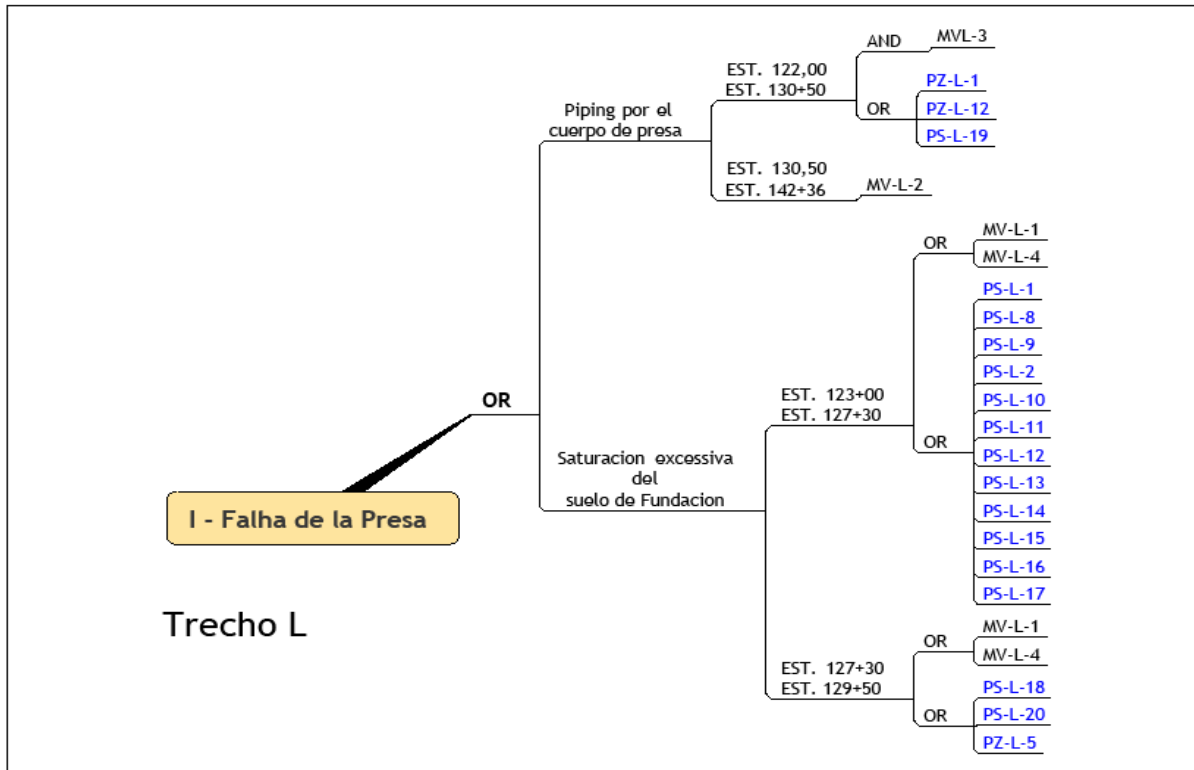 AND
MVL-3
EST. 122,00
EST. 130+50
PZ-L-1
OR
PZ-L-12
PS-L-19
Piping por el
cuerpo de presa
EST. 130,50
EST. 142+36
MV-L-2
OR
MV-L-1
MV-L-4
PS-L-1
PS-L-8
PS-L-9
PS-L-2
EST. 123+00
EST. 127+30
PS-L-10
PS-L-11
OR
PS-L-12
PS-L-13
PS-L-14
PS-L-15
PS-L-16
PS-L-17
OR
Saturacion excessiva
del
suelo de Fundacion
I - Falha de la Presa
Trecho L
OR
MV-L-1
MV-L-4
EST. 127+30
EST. 129+50
PS-L-18
OR
PS-L-20
PZ-L-5